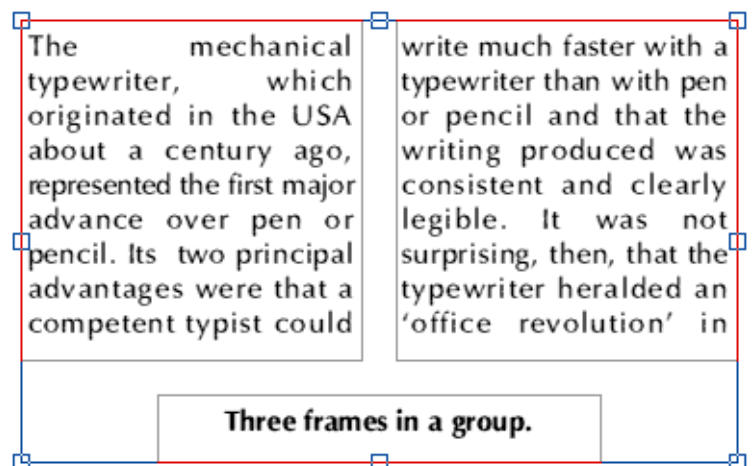 The mechanical
typewriter, which
originated in the USA
about a century ago,
represented the first major
advance over pen or
pencil. Its two principal
advantages were that a
competent typist could
write much faster with a
typewriter than with pen
or pencil and that the
writing produced was
consistent and clearly
legible. It was not
surprising, then, that the
typewriter heralded an
‘office revolution’ in
Three frames in a group.